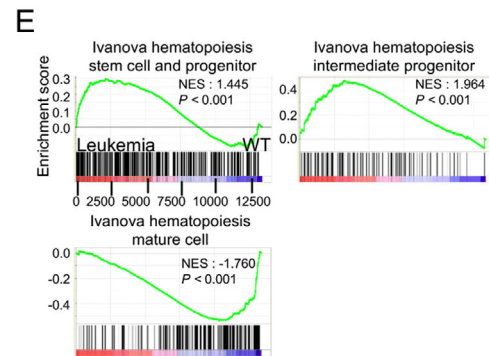 E
Ivanova hematopoiesis
stem cell and progenitor
Enrichment score
0.3
0.2
0.1
0.0
NES : 1.445
P < 0.001
Leukemia WT
0 2500 5000 7500 10000 12500
Ivanova hematopoiesis
intermediate progenitor
0.4
0.2
0.0
NES : 1.964
P < 0.001
Ivanova hematopoiesis
mature cell
0.0
-0.2
-0.4
NES : -1.760
P < 0.001